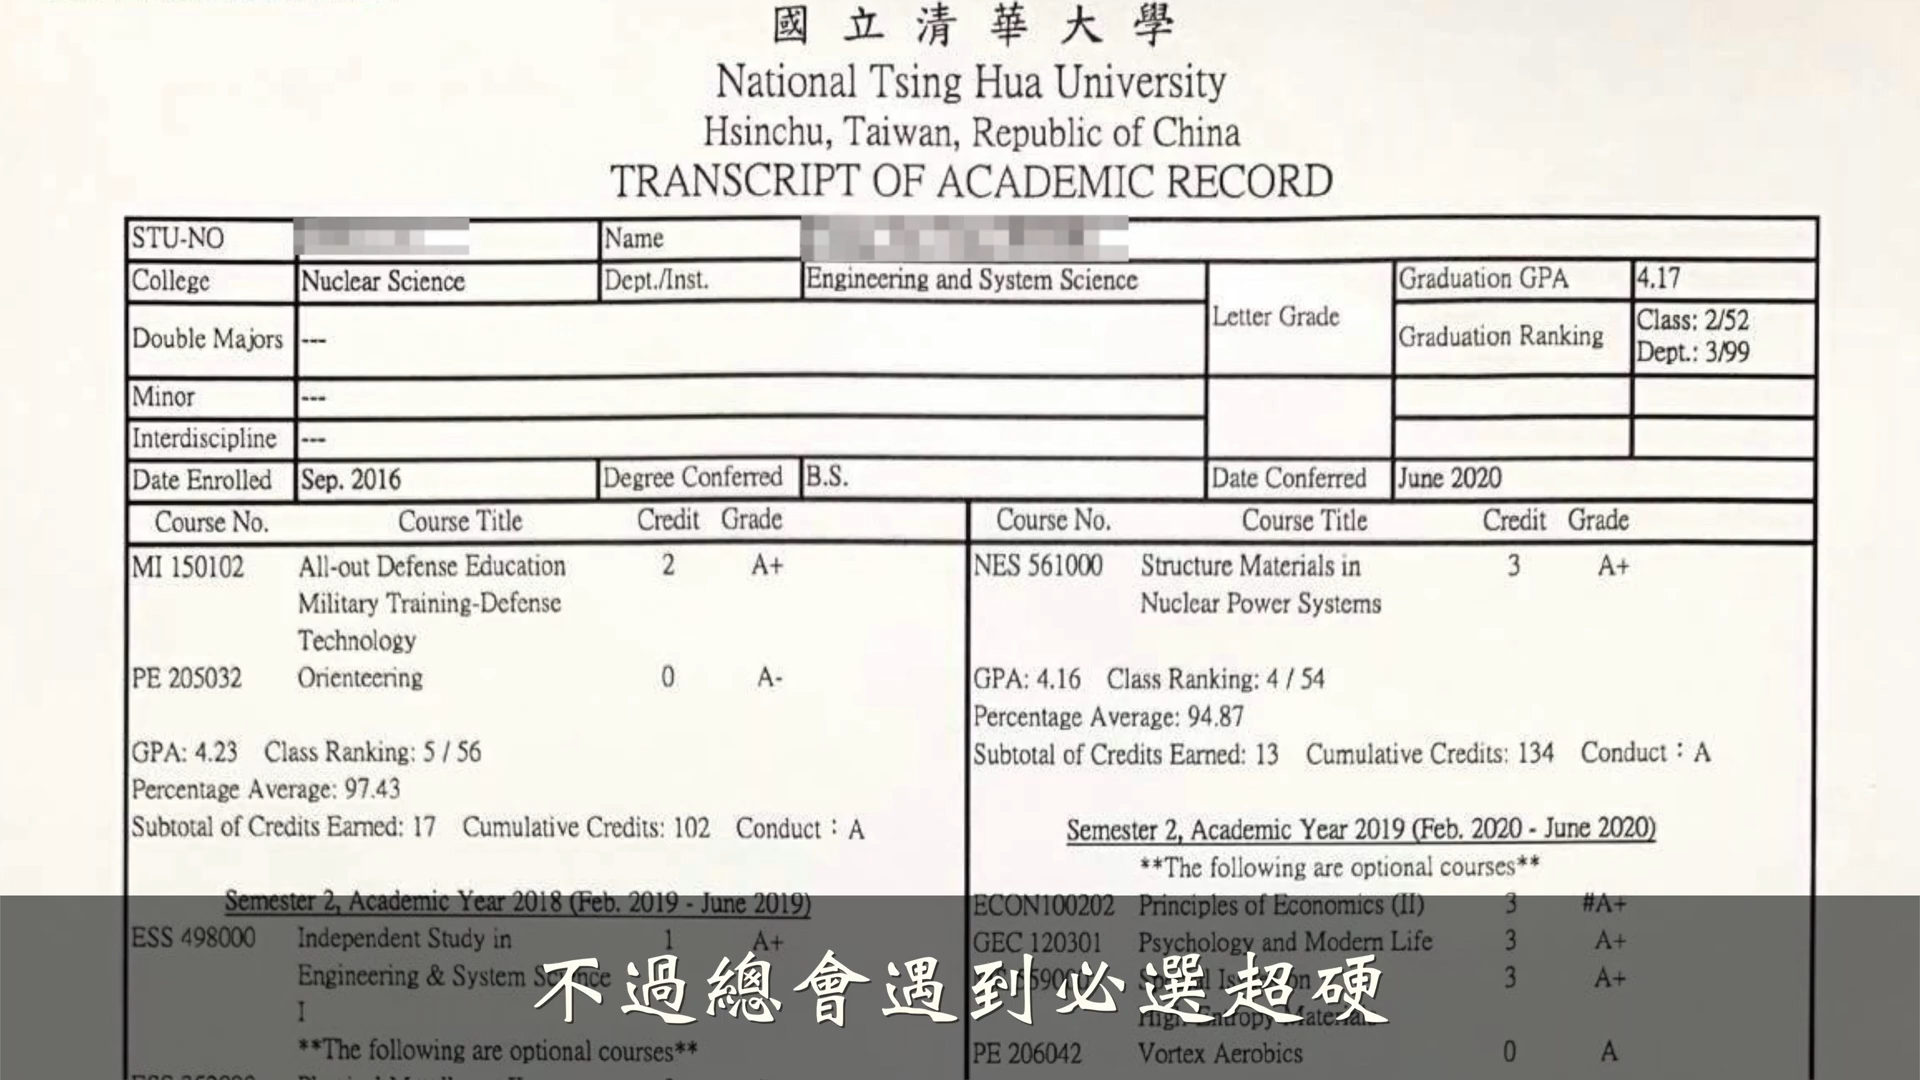 國立清華大學
National Tsing Hua University
Hsinchu, Taiwan, Republic of China
TRANSCRIPT OF ACADEMIC RECORD
STU-NO Name
College Nuclear Science Dept./Inst. Engineering and System Science Letter Grade Graduation GPA 4.17
Double Majors --- Graduation Ranking Class: 2/52
Dept.: 3/99
Minor ---
Interdiscipline ---
Date Enrolled Sep. 2016 Degree Conferred B.S. Date Conferred June 2020
Course No. Course Title Credit Grade
MI 150102 All-out Defense Education 2 A+
Military Training-Defense
Technology
PE 205032 Orienteering 0 A-
GPA: 4.23 Class Ranking: 5 / 56
Percentage Average: 97.43
Subtotal of Credits Earned: 17 Cumulative Credits: 102 Conduct：A
Semester 2, Academic Year 2018 (Feb. 2019 - June 2019)
ESS 498000 Independent Study in 1 A+
Engineering & System Science
I
**The following are optional courses**
Course No. Course Title Credit Grade
NES 561000 Structure Materials in 3 A+
Nuclear Power Systems
GPA: 4.16 Class Ranking: 4 / 54
Percentage Average: 94.87
Subtotal of Credits Earned: 13 Cumulative Credits: 134 Conduct：A
Semester 2, Academic Year 2019 (Feb. 2020 - June 2020)
**The following are optional courses**
ECON100202 Principles of Economics (II) 3 #A+
GEC 120301 Psychology and Modern Life 3 A+
3 A+
High Entropy Materials
PE 206042 Vortex Aerobics 0 A
不過總會遇到必選超硬